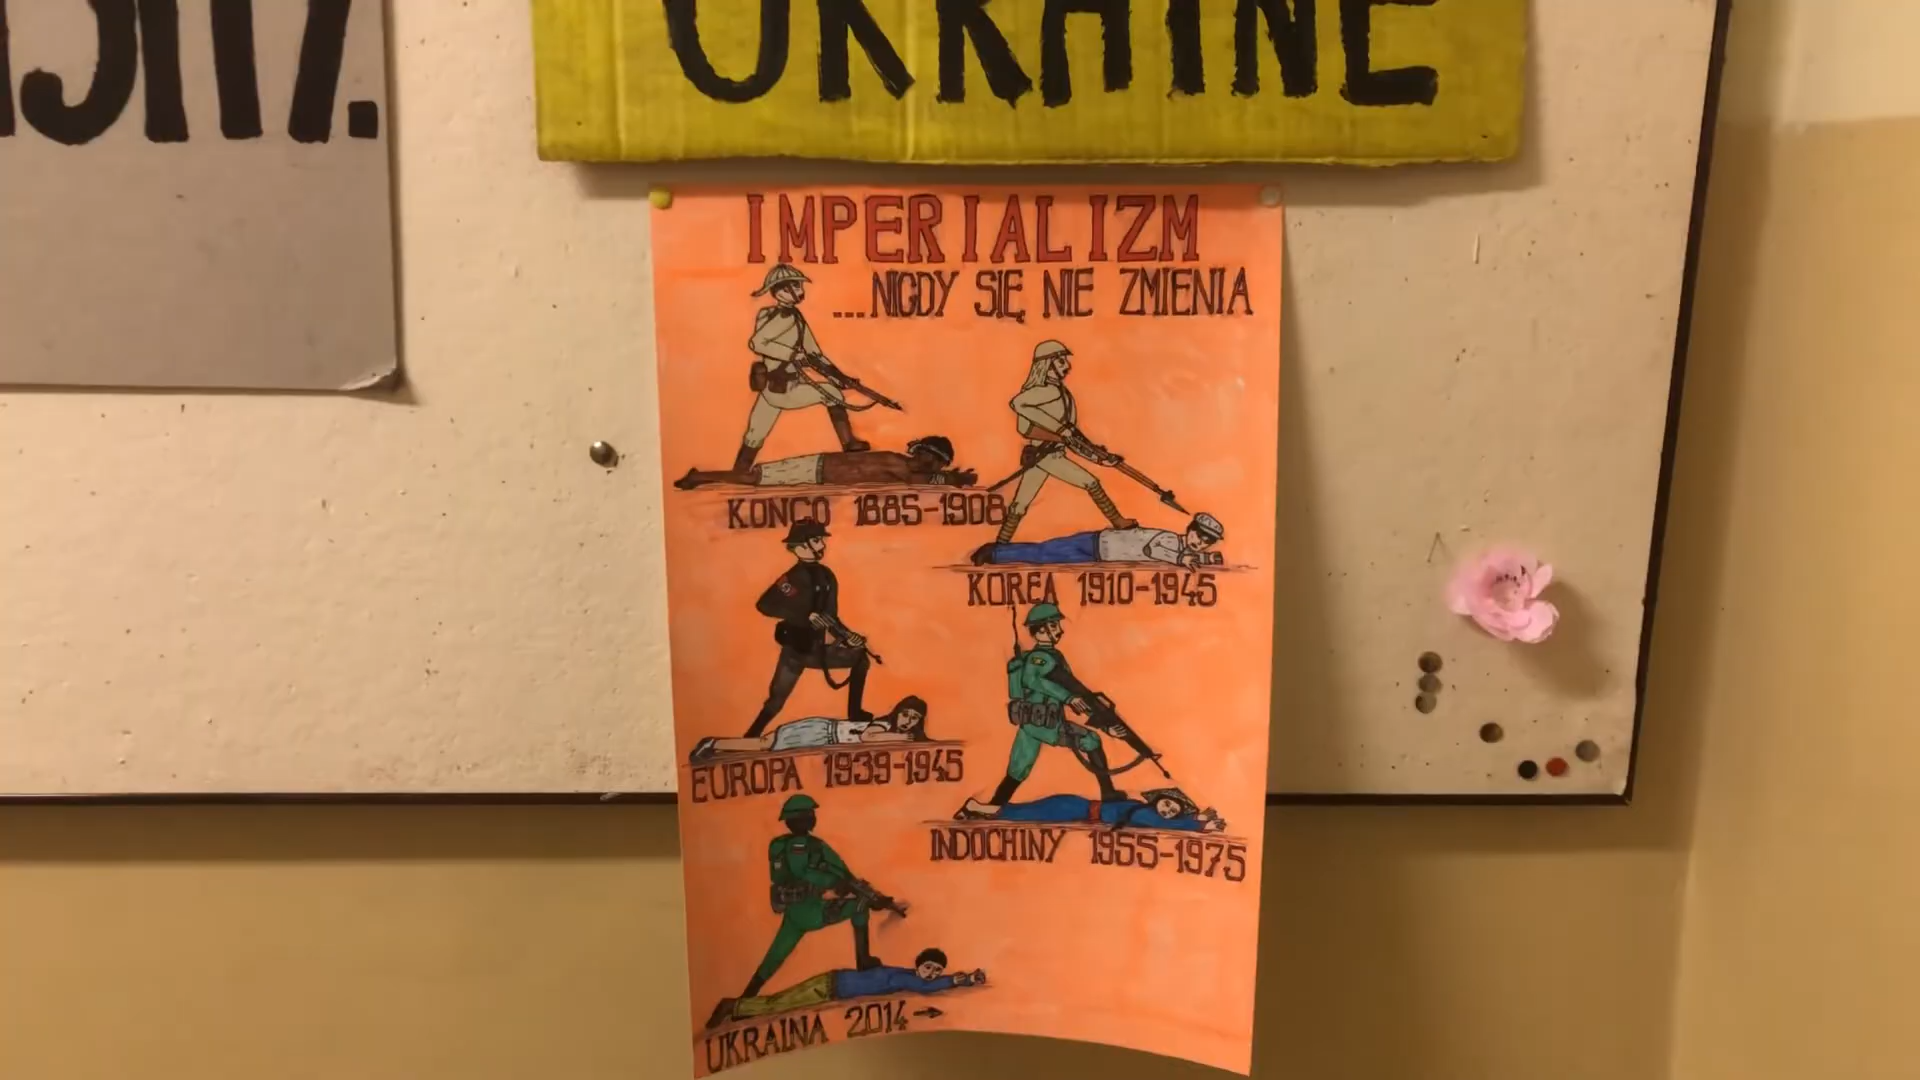 UKRAINE
IMPERIALIZM
...NIGDY SIĘ NIE ZMIENIA
KONGO 1885-1908
KOREA 1910-1945
EUROPA 1939-1945
INDOCHINY 1955-1975
UKRAINA 2014→